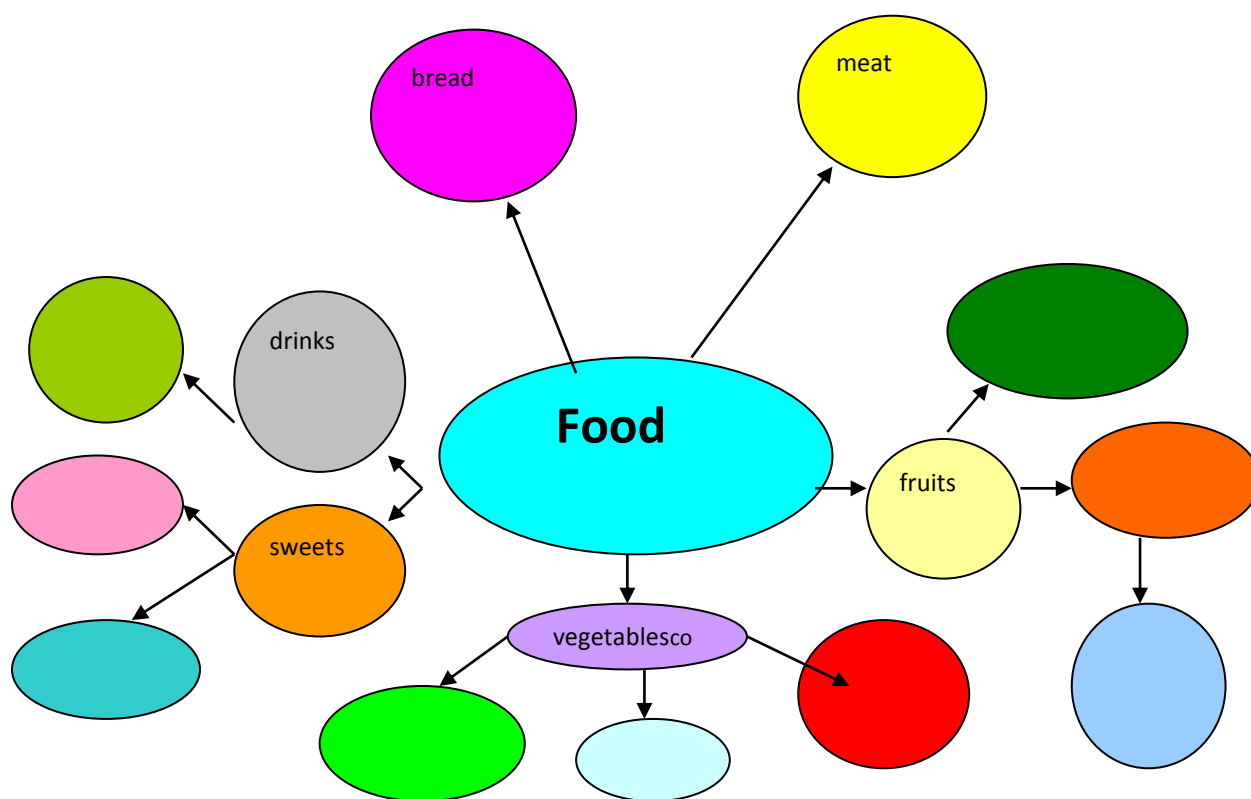 bread
meat
drinks
Food
fruits
sweets
vegetablesco